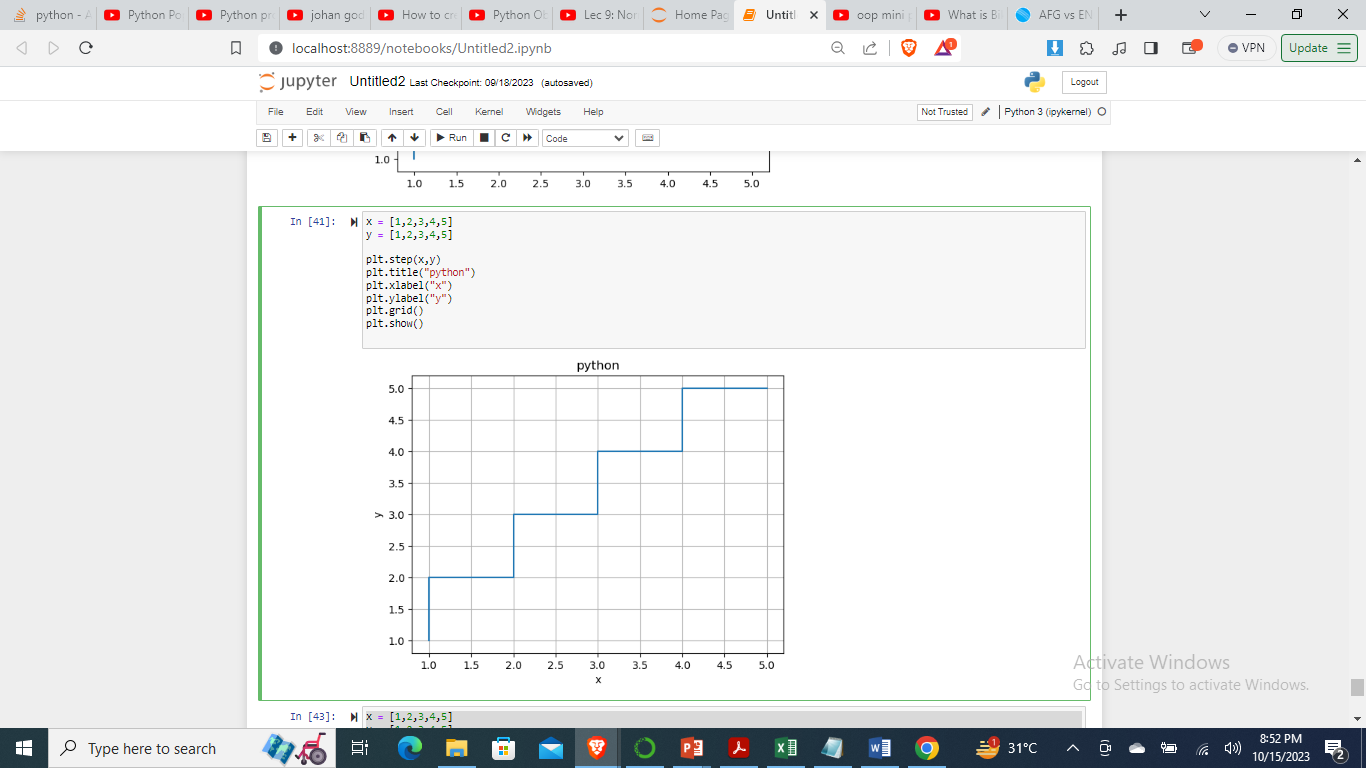 python - A
Python Po
Python pr
johan god
How to cre
Python Ob
Lec 9: Nor
Home Pag
Untitl
oop mini p
What is Bi
AFG vs EN
localhost:8889/notebooks/Untitled2.ipynb
1
VPN
Update
jupyter Untitled2 Last Checkpoint: 09/18/2023 (autosaved)
Logout
File Edit View Insert Cell Kernel Widgets Help
Not Trusted
Python 3 (ipykernel)
Run
Code
1.0
1.0 1.5 2.0 2.5 3.0 3.5 4.0 4.5 5.0
In [41]:
x = [1,2,3,4,5]
y = [1,2,3,4,5]
plt.step(x,y)
plt.title("python")
plt.xlabel("x")
plt.ylabel("y")
plt.grid()
plt.show()
python
5.0
4.5
4.0
3.5
y
3.0
2.5
2.0
1.5
1.0
1.0 1.5 2.0 2.5 3.0 3.5 4.0 4.5 5.0
x
Activate Windows
Go to Settings to activate Windows.
In [43]:
x = [1,2,3,4,5]
Type here to search
1
31°C
8:52 PM
10/15/2023
2